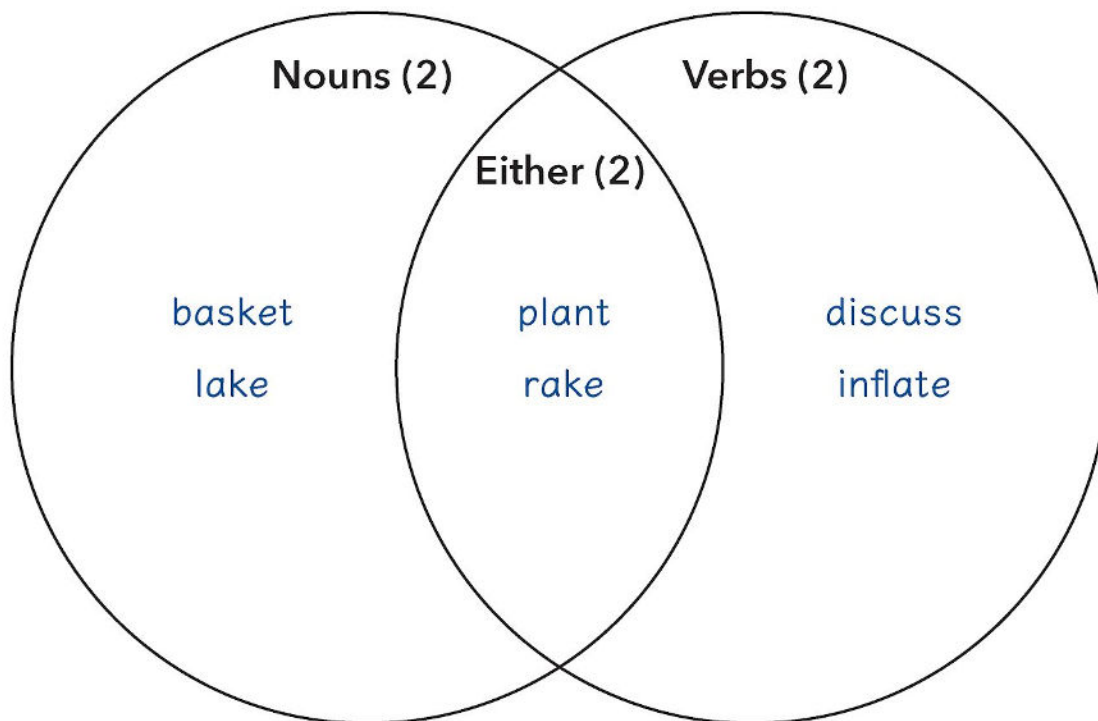 Nouns (2)
Verbs (2)
Either (2)
basket
plant
discuss
lake
rake
inflate